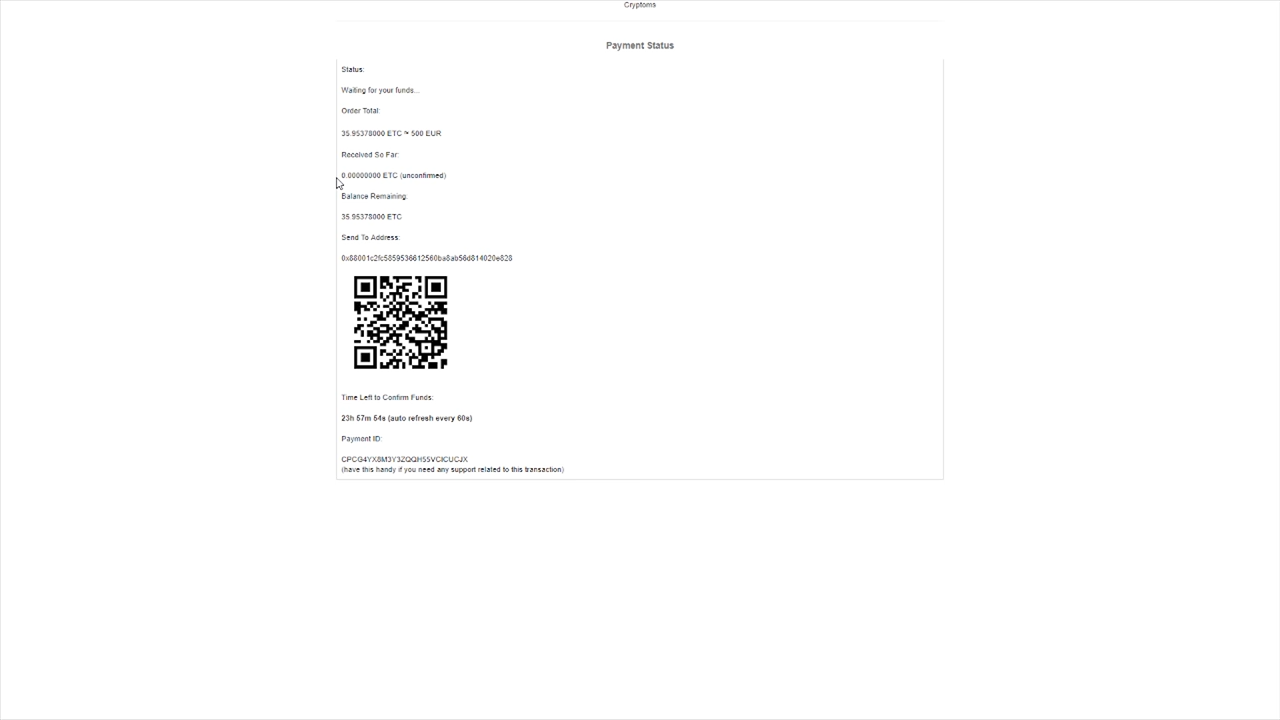 Cryptoms
Payment Status
Status:
Waiting for your funds...
Order Total:
35.95378000 ETC ≈ 500 EUR
Received So Far:
0.00000000 ETC (unconfirmed)
Balance Remaining:
35.95378000 ETC
Send To Address:
0x88001c2fc5859536612560ba8ab56d814020e828
Time Left to Confirm Funds:
23h 57m 54s (auto refresh every 60s)
Payment ID:
CPCG4YX8M3Y3ZQQH55VCICUCJX
(have this handy if you need any support related to this transaction)